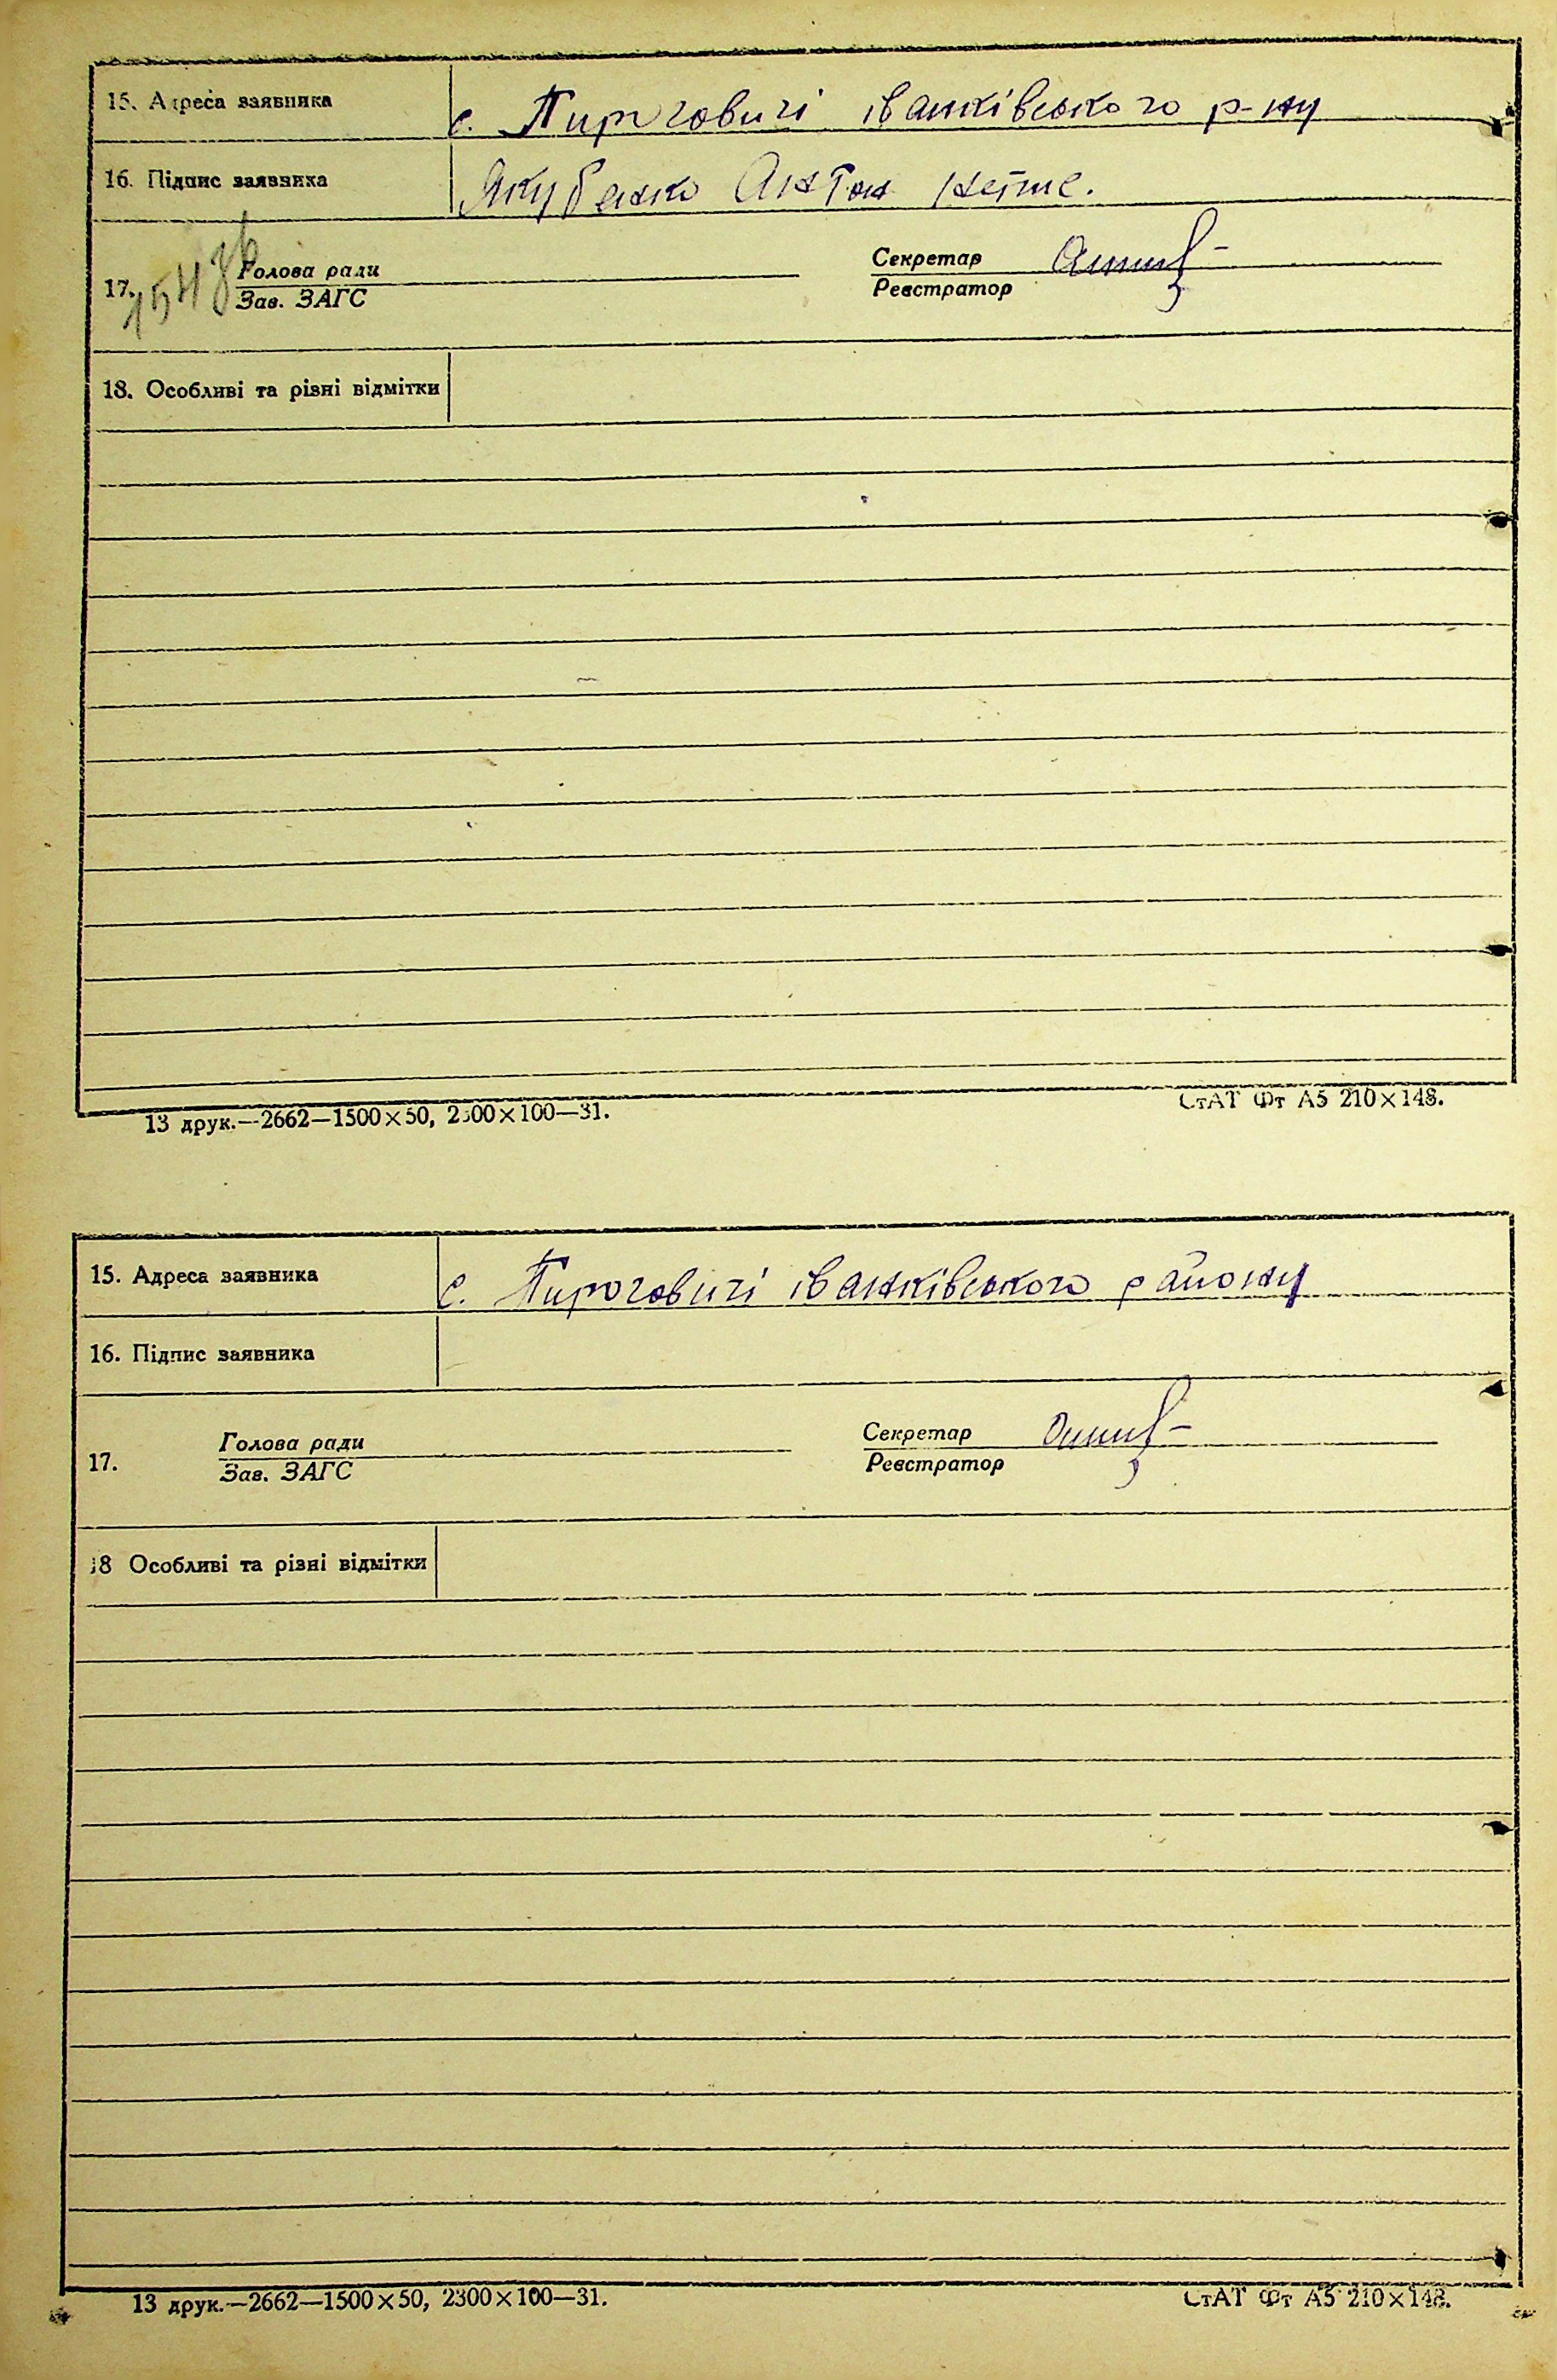 15. Адреса заявника с. Пироговичі іванківського р-ну
16. Підпис заявника Якубенко Антон непис.
17. Голова ради Секретар
Зав. ЗАГС Реєстратор
18. Особливі та різні відмітки
13 друк.—2662—1500×50, 2300×100—31. СтАТ Фт А5 210×148.
15. Адреса заявника с. Пироговичі іванківського району
16. Підпис заявника
17. Голова ради Секретар
Зав. ЗАГС Реєстратор
18 Особливі та різні відмітки
13 друк.—2662—1500×50, 2300×100—31. СтАТ Фт А5 210×148.